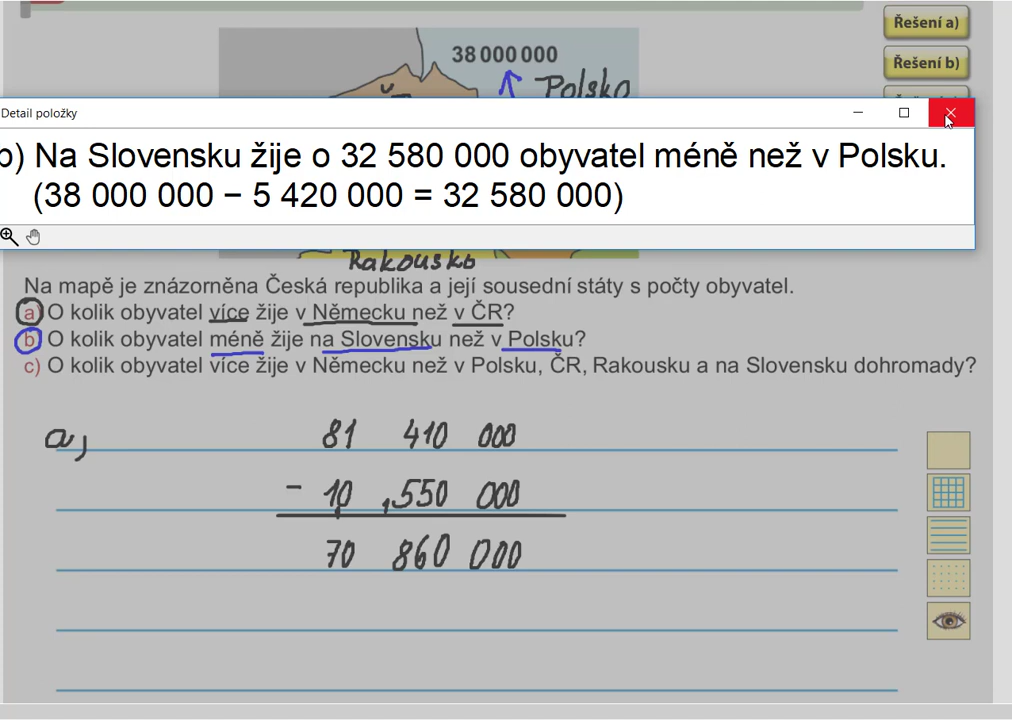 Řešení a)
38 000 000
Polsko
Řešení b)
Detail položky
b) Na Slovensku žije o 32 580 000 obyvatel méně než v Polsku.
(38 000 000 − 5 420 000 = 32 580 000)
Rakousko
Na mapě je znázorněna Česká republika a její sousední státy s počty obyvatel.
a) O kolik obyvatel více žije v Německu než v ČR?
b) O kolik obyvatel méně žije na Slovensku než v Polsku?
c) O kolik obyvatel více žije v Německu než v Polsku, ČR, Rakousku a na Slovensku dohromady?
a, 81 410 000
- 10 550 000
70 860 000